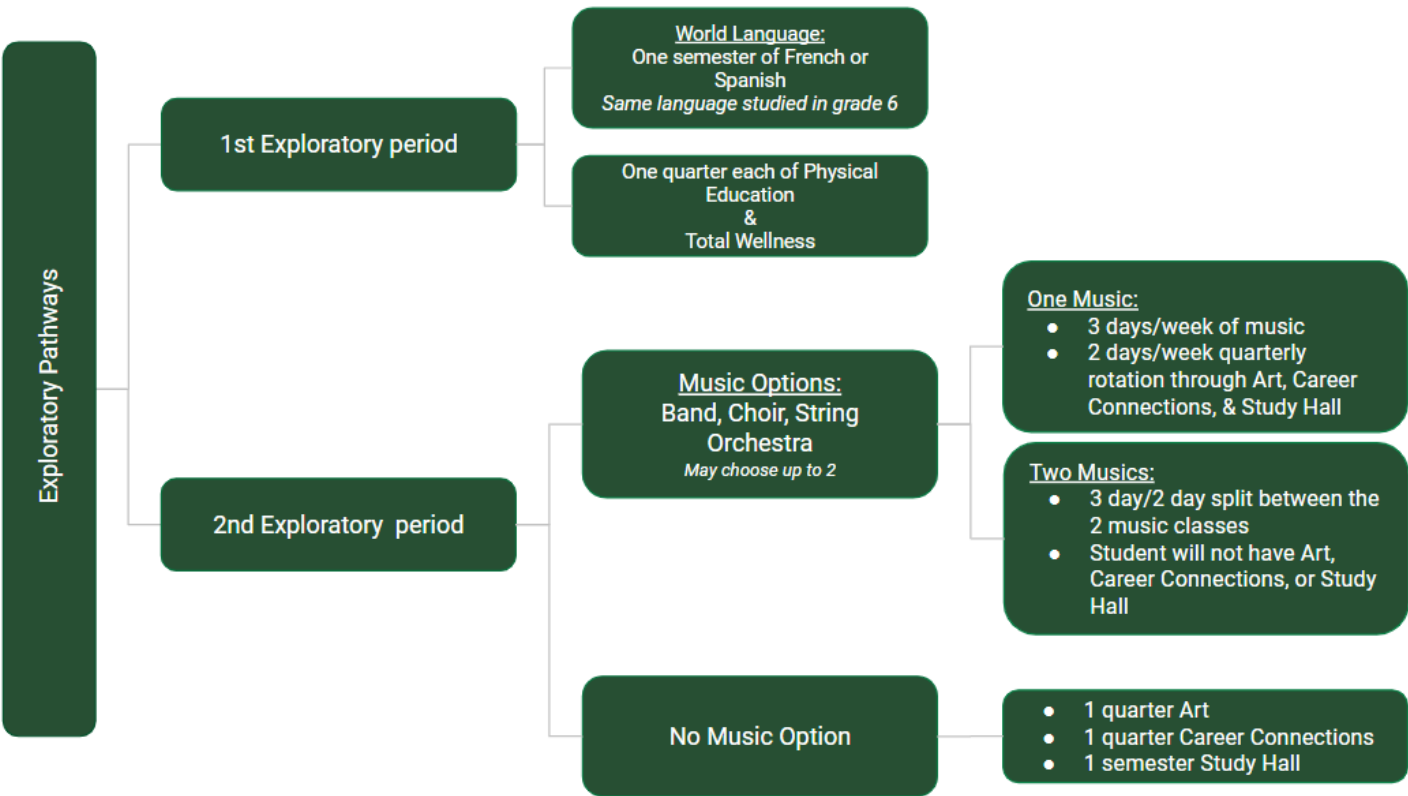 Exploratory Pathways
1st Exploratory period
World Language:
One semester of French or
Spanish
Same language studied in grade 6
One quarter each of Physical
Education
&
Total Wellness
2nd Exploratory period
Music Options:
Band, Choir, String
Orchestra
May choose up to 2
One Music:
● 3 days/week of music
● 2 days/week quarterly
rotation through Art, Career
Connections, & Study Hall
Two Musics:
● 3 day/2 day split between the
2 music classes
● Student will not have Art,
Career Connections, or Study
Hall
No Music Option
● 1 quarter Art
● 1 quarter Career Connections
● 1 semester Study Hall